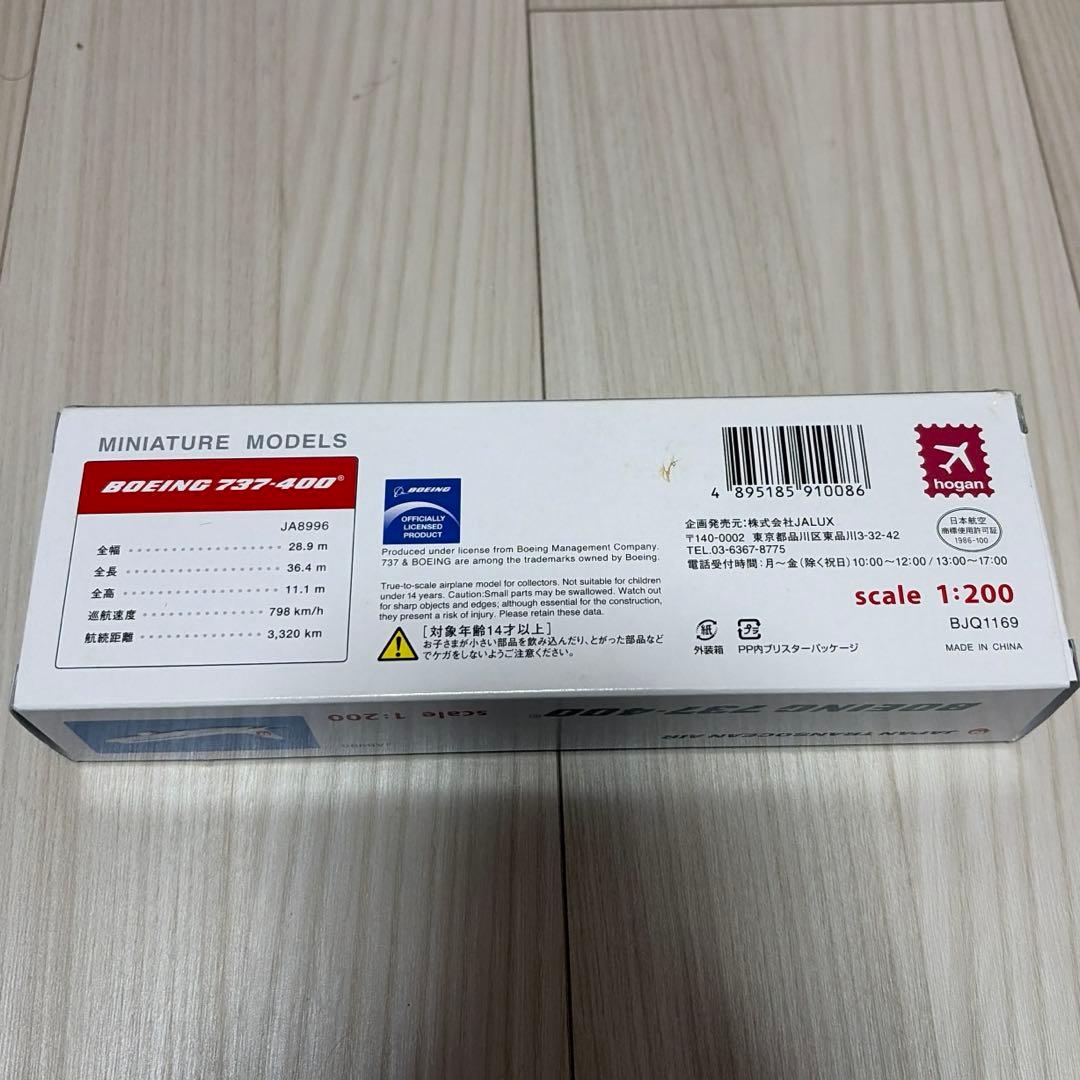 MINIATURE MODELS
BOEING 737-400®
JA8996
全幅 28.9 m
全長 36.4 m
全高 11.1 m
巡航速度 798 km/h
航続距離 3,320 km
BOEING
OFFICIALLY
LICENSED
PRODUCT
Produced under license from Boeing Management Company.
737 & BOEING are among the trademarks owned by Boeing.
True-to-scale airplane model for collectors. Not suitable for children
under 14 years. Caution:Small parts may be swallowed. Watch out
for sharp objects and edges; although essential for the construction,
they present a risk of injury. Please retain these data.
[対象年齢14才以上]
お子さまが小さい部品を飲み込んだり、とがった部品など
でケガをしないようご注意ください。
4 895185 910086
hogan
企画発売元:株式会社JALUX
〒140-0002 東京都品川区東品川3-32-42
TEL.03-6367-8775
電話受付時間:月〜金(除く祝日)10:00〜12:00/13:00〜17:00
日本航空
商標使用許可証
1986-100
scale 1:200
BJQ1169
MADE IN CHINA
紙
外装箱
プラ
PP内ブリスターパッケージ
JAPAN TRANSOCEAN AIR
BOEING 737-400®
scale 1:200